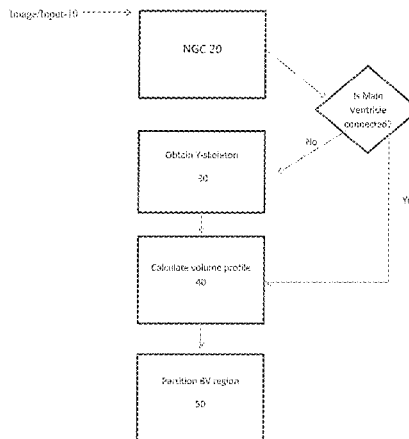 Image/Input-10
NGC 20
Is Main
Ventricle
connected?
No
Obtain Y-skeleton
30
Ye
Calculate volume profile
40
Partition BV region
50